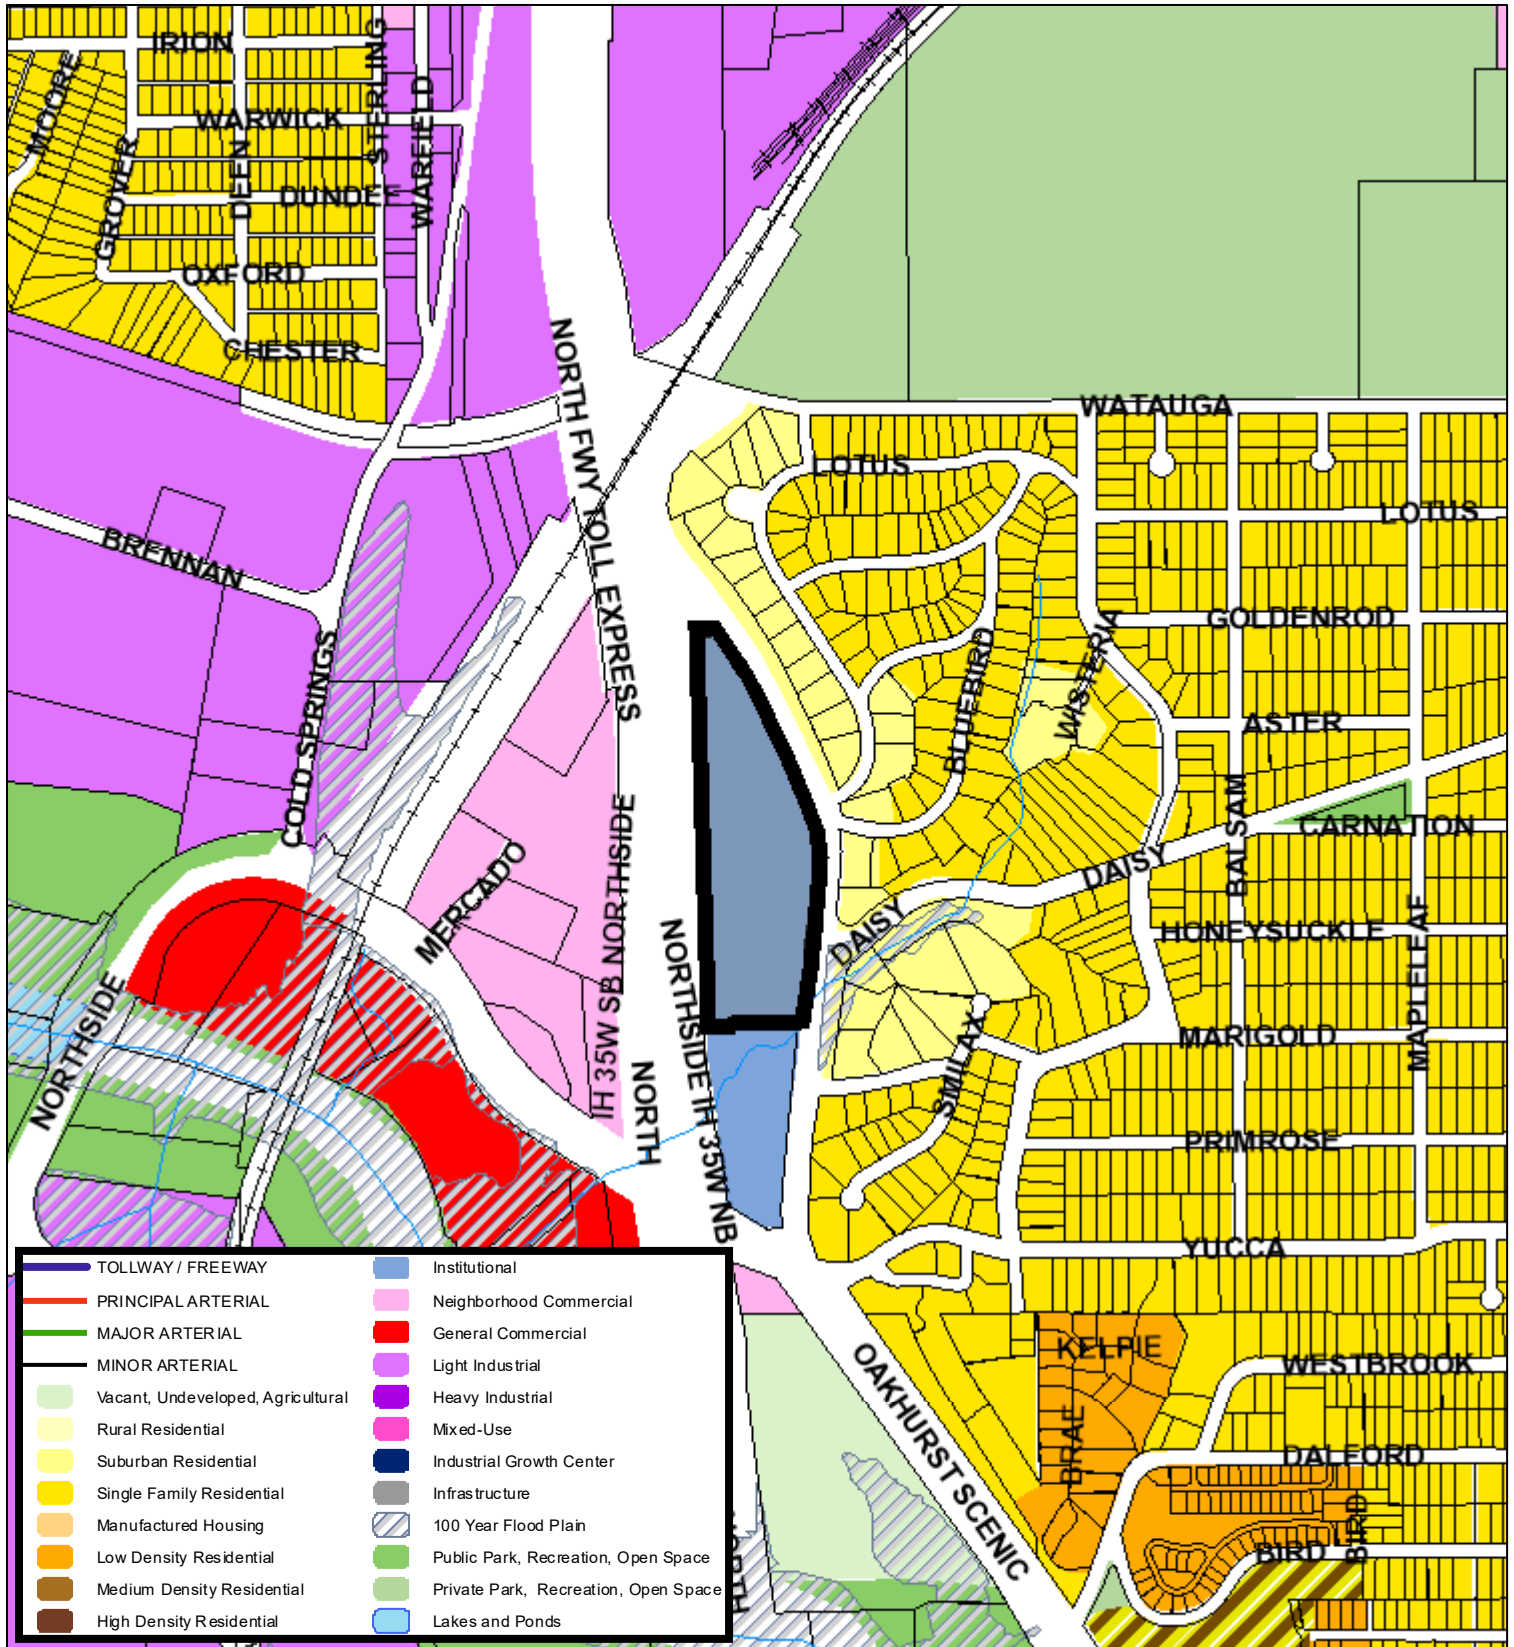 IRION
MOORE
STERLING
WARWICK
WARFIELD
DEEN
GROVER
DUNDEE
OXFORD
CHESTER
NORTH FWY TOLL EXPRESS
WATAUGA
LOTUS
LOTUS
BRENNAN
GOLDENROD
WISTERIA
BLUEBIRD
COLD SPRINGS
ASTER
BALSAM
CARNATION
DAISY
MERCADO
IH 35W SB NORTHSIDE
DAISY
HONEYSUCKLE
MAPLELEAF
NORTHSIDE
NORTHSIDE IH 35W NB
NORTH
SMILAX
MARIGOLD
PRIMROSE
YUCCA
KELPIE
WESTBROOK
OAKHURST SCENIC
BRAE
DALFORD
BIRD
BIRD
NORTH
TOLLWAY / FREEWAY
PRINCIPAL ARTERIAL
MAJOR ARTERIAL
MINOR ARTERIAL
Vacant, Undeveloped, Agricultural
Rural Residential
Suburban Residential
Single Family Residential
Manufactured Housing
Low Density Residential
Medium Density Residential
High Density Residential
Institutional
Neighborhood Commercial
General Commercial
Light Industrial
Heavy Industrial
Mixed-Use
Industrial Growth Center
Infrastructure
100 Year Flood Plain
Public Park, Recreation, Open Space
Private Park, Recreation, Open Space
Lakes and Ponds